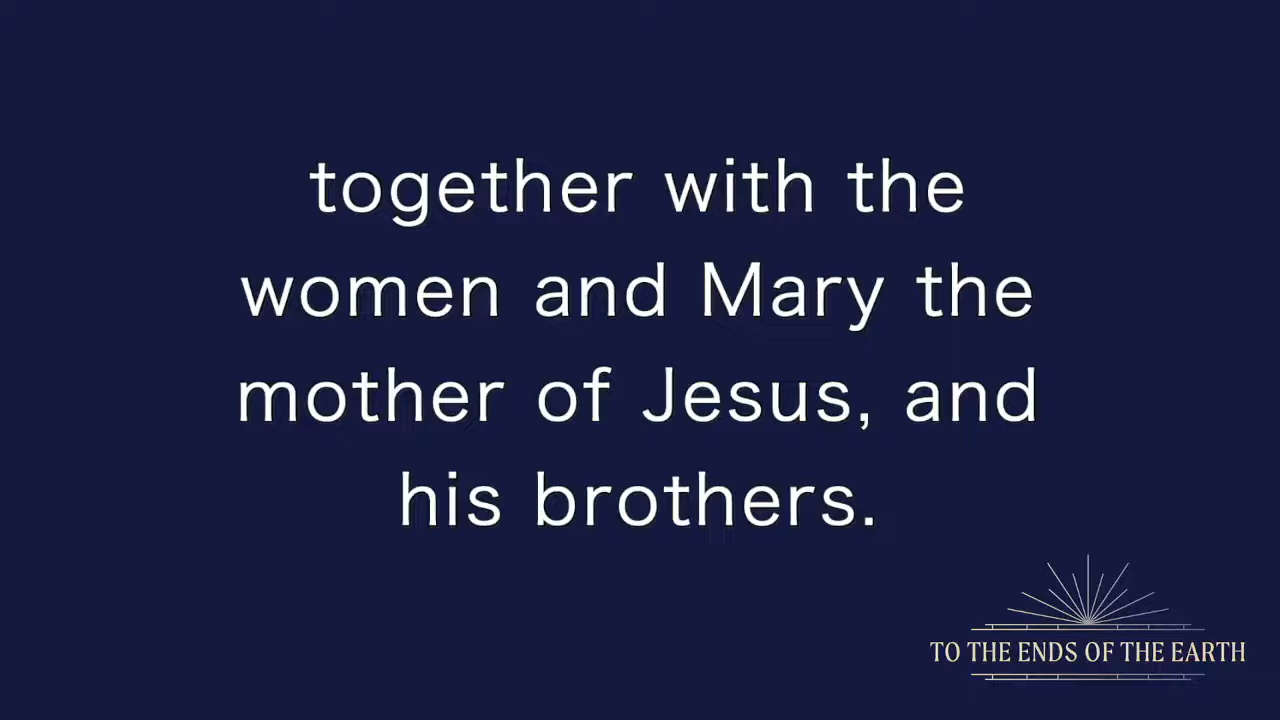 together with the
women and Mary the
mother of Jesus, and
his brothers.
TO THE ENDS OF THE EARTH